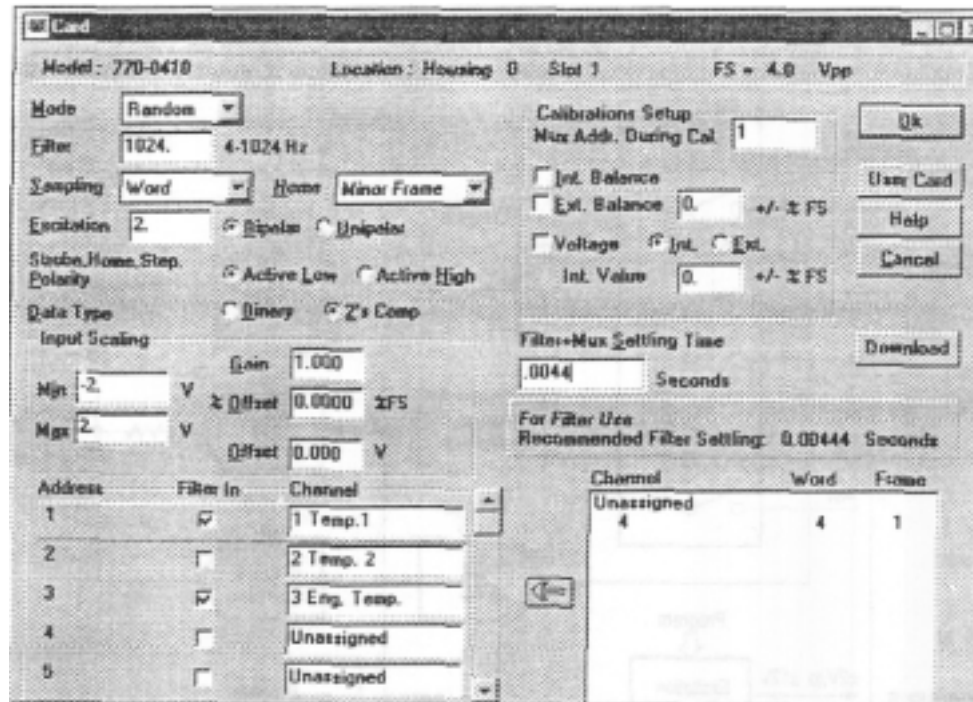 Card
Model : 770-0410 Location : Housing 0 Slot 1 FS = 4.0 Vpp
Mode Random
Filter 1024. 4-1024 Hz
Sampling Word Home Minor Frame
Excitation 2. Bipolar Unipolar
Strobe,Home,Step. Polarity Active Low Active High
Data Type Binary 2's Comp
Input Scaling
Min -2. V
Max 2. V
Gain 1.000
% Offset 0.0000 %FS
Offset 0.000 V
Calibrations Setup
Mux Addr. During Cal. 1
Int. Balance
Ext. Balance 0. +/- % FS
Voltage Int. Ext.
Int. Value 0. +/- % FS
Ok
User Card
Help
Cancel
Filter+Mux Settling Time
.0044 Seconds
Download
For Filter Use
Recommended Filter Settling: 0.00444 Seconds
Address Filter In Channel
1 1 Temp.1
2 2 Temp. 2
3 3 Eng. Temp.
4 Unassigned
5 Unassigned
Channel Word Frame
Unassigned
4 4 1